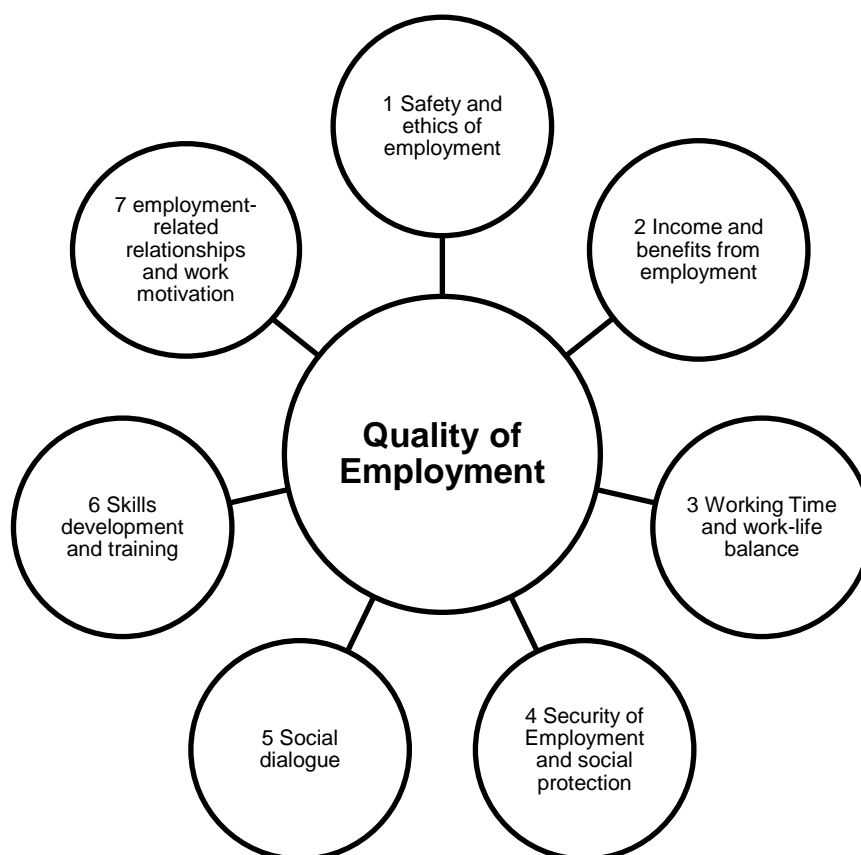 1 Safety and
ethics of
employment
2 Income and
benefits from
employment
3 Working Time
and work-life
balance
4 Security of
Employment
and social
protection
5 Social
dialogue
6 Skills
development
and training
7 employment-
related
relationships
and work
motivation
Quality of
Employment